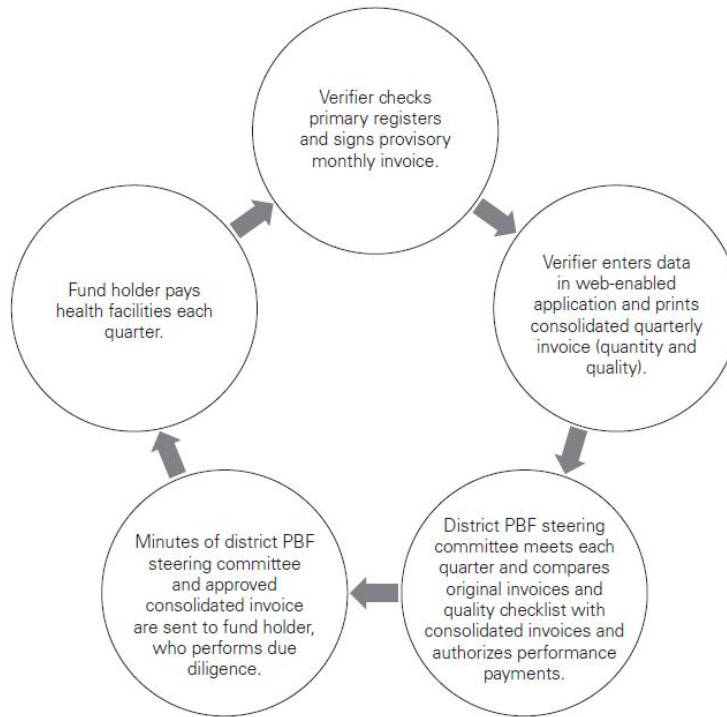 Verifier checks
primary registers
and signs provisory
monthly invoice.
Verifier enters data
in web-enabled
application and prints
consolidated quarterly
invoice (quantity and
quality).
District PBF steering
committee meets each
quarter and compares
original invoices and
quality checklist with
consolidated invoices and
authorizes performance
payments.
Minutes of district PBF
steering committee
and approved
consolidated invoice
are sent to fund holder,
who performs due
diligence.
Fund holder pays
health facilities each
quarter.